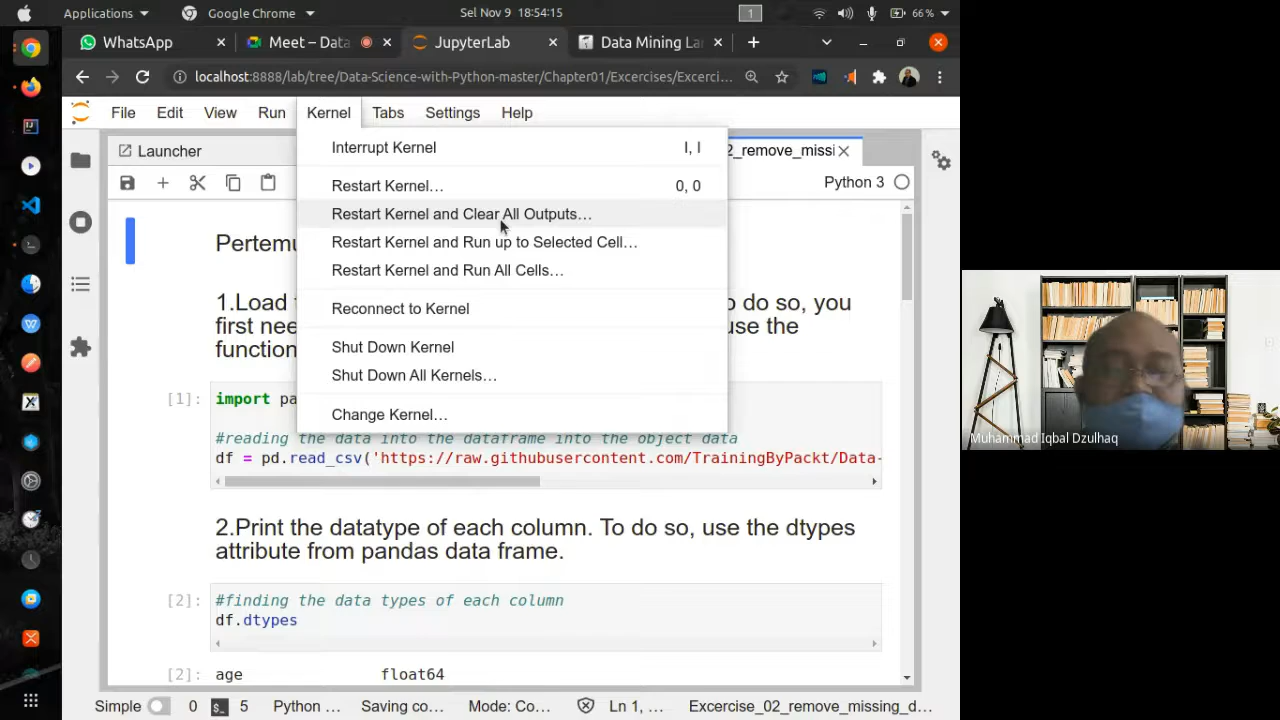 Applications
Google Chrome
Sel Nov 9 18:54:15
1
66 %
WhatsApp
Meet – Data
JupyterLab
Data Mining La
localhost:8888/lab/tree/Data-Science-with-Python-master/Chapter01/Excercises/Excerci…
File Edit View Run Kernel Tabs Settings Help
Launcher
2_remove_missi
Python 3
Interrupt Kernel I, I
Restart Kernel… 0, 0
Restart Kernel and Clear All Outputs…
Restart Kernel and Run up to Selected Cell…
Restart Kernel and Run All Cells…
Reconnect to Kernel
Shut Down Kernel
Shut Down All Kernels…
Change Kernel…
Pertemu
1.Load
o do so, you
first nee
use the
function
[1]: import pa
#reading the data into the dataframe into the object data
df = pd.read_csv('https://raw.githubusercontent.com/TrainingByPackt/Data-
2.Print the datatype of each column. To do so, use the dtypes
attribute from pandas data frame.
[2]: #finding the data types of each column
df.dtypes
[2]: age float64
Simple 0 5 Python … Saving co… Mode: Co… Ln 1, … Excercise_02_remove_missing_d…
Muhammad Iqbal Dzulhaq